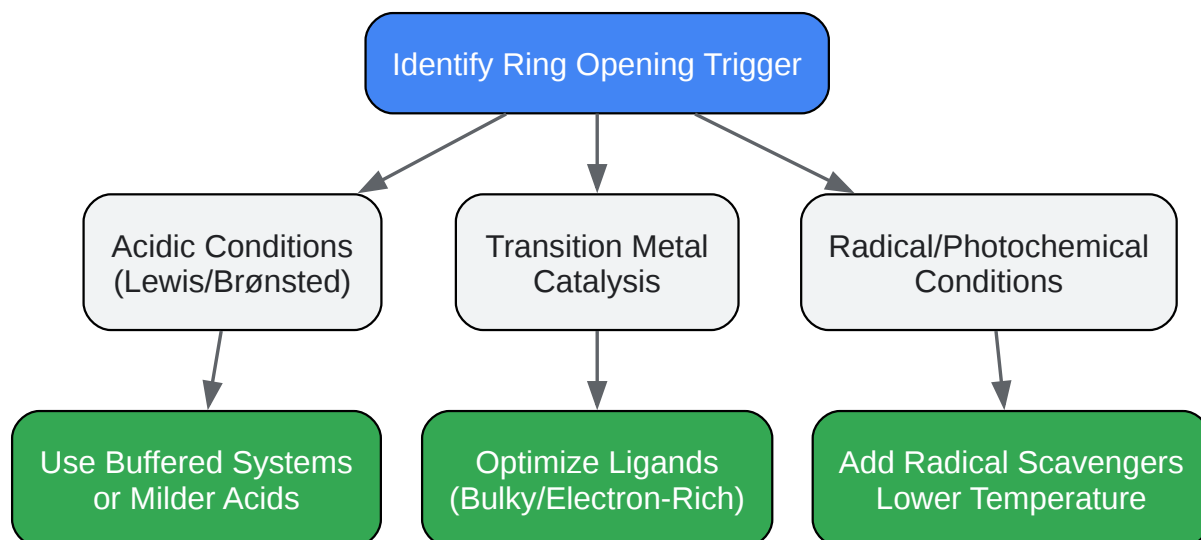 Identify Ring Opening Trigger
Acidic Conditions
(Lewis/Brønsted)
Transition Metal
Catalysis
Radical/Photochemical
Conditions
Use Buffered Systems
or Milder Acids
Optimize Ligands
(Bulky/Electron-Rich)
Add Radical Scavengers
Lower Temperature